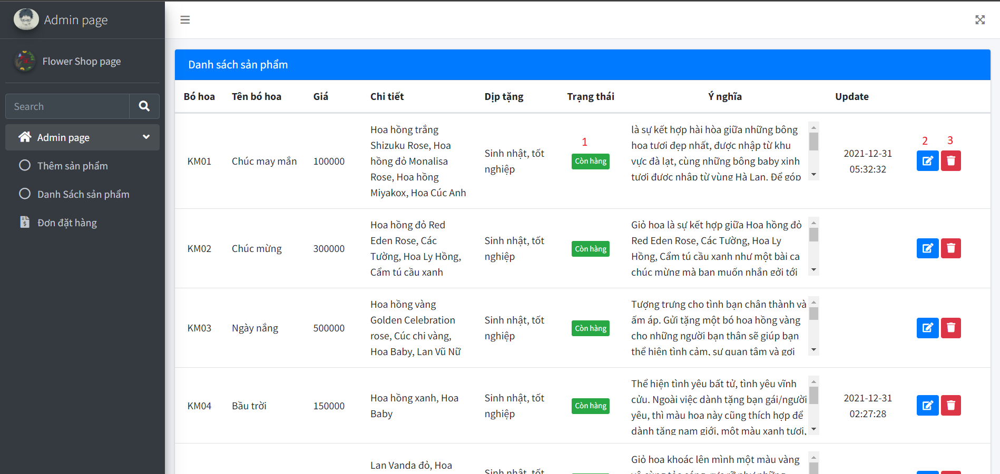 Admin page
Flower Shop page
Search
Admin page
Thêm sản phẩm
Danh Sách sản phẩm
Đơn đặt hàng
Danh sách sản phẩm
Bó hoa Tên bó hoa Giá Chi tiết Dịp tặng Trạng thái Ý nghĩa Update
KM01
Chúc may mắn
100000
Hoa hồng trắng
Shizuku Rose, Hoa
hồng đỏ Monalisa
Rose, Hoa hồng
Miyakox, Hoa Cúc Anh
Sinh nhật, tốt
nghiệp
1
Còn hàng
là sự kết hợp hài hòa giữa những bông
hoa tươi đẹp nhất, được nhập từ khu
vực đà lạt, cùng những bông baby xinh
tươi được nhập từ vùng Hà Lan. Để góp
2021-12-31
05:32:32
2 3
KM02
Chúc mừng
300000
Hoa hồng đỏ Red
Eden Rose, Các
Tường, Hoa Ly Hồng,
Cẩm tú cầu xanh
Sinh nhật, tốt
nghiệp
Còn hàng
Giỏ hoa là sự kết hợp giữa Hoa hồng đỏ
Red Eden Rose, Các Tường, Hoa Ly
Hồng, Cẩm tú cầu xanh như một bài ca
chúc mừng mà bạn muốn nhắn gởi tới
KM03
Ngày nắng
500000
Hoa hồng vàng
Golden Celebration
rose, Cúc chi vàng,
Hoa Baby, Lan Vũ Nữ
Sinh nhật, tốt
nghiệp
Còn hàng
Tượng trưng cho tình bạn chân thành và
ấm áp. Gửi tặng một bó hoa hồng vàng
cho những người bạn thân sẽ giúp bạn
thể hiện tình cảm, sự quan tâm và gợi
KM04
Bầu trời
150000
Hoa hồng xanh, Hoa
Baby
Sinh nhật, tốt
nghiệp
Còn hàng
Thể hiện tình yêu bất tử, tình yêu vĩnh
cửu. Ngoài việc dành tặng bạn gái/người
yêu, thì màu hoa này cũng thích hợp để
dành tặng nam giới, một màu xanh tươi,
2021-12-31
02:27:28
Lan Vanda đỏ, Hoa
Sinh nhật, tốt
Giỏ hoa khoác lên mình một màu vàng